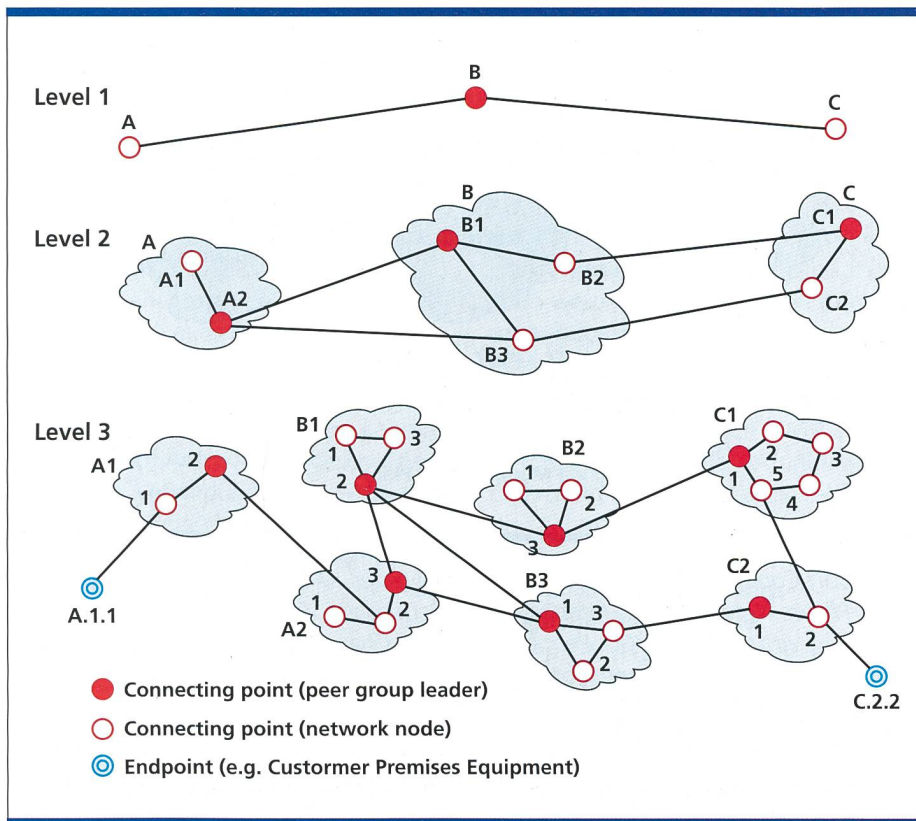 B
Level 1
A
C
B
C
B1
C1
Level 2
A
A1
B2
A2
C2
B3
B1
C1
Level 3
1
3
B2
2
3
A1
2
1
2
1
5
4
1
2
3
3
B3
C2
1
2
1
3
A.1.1
A2
2
1
2
C.2.2
Connecting point (peer group leader)
Connecting point (network node)
Endpoint (e.g. Custormer Premises Equipment)